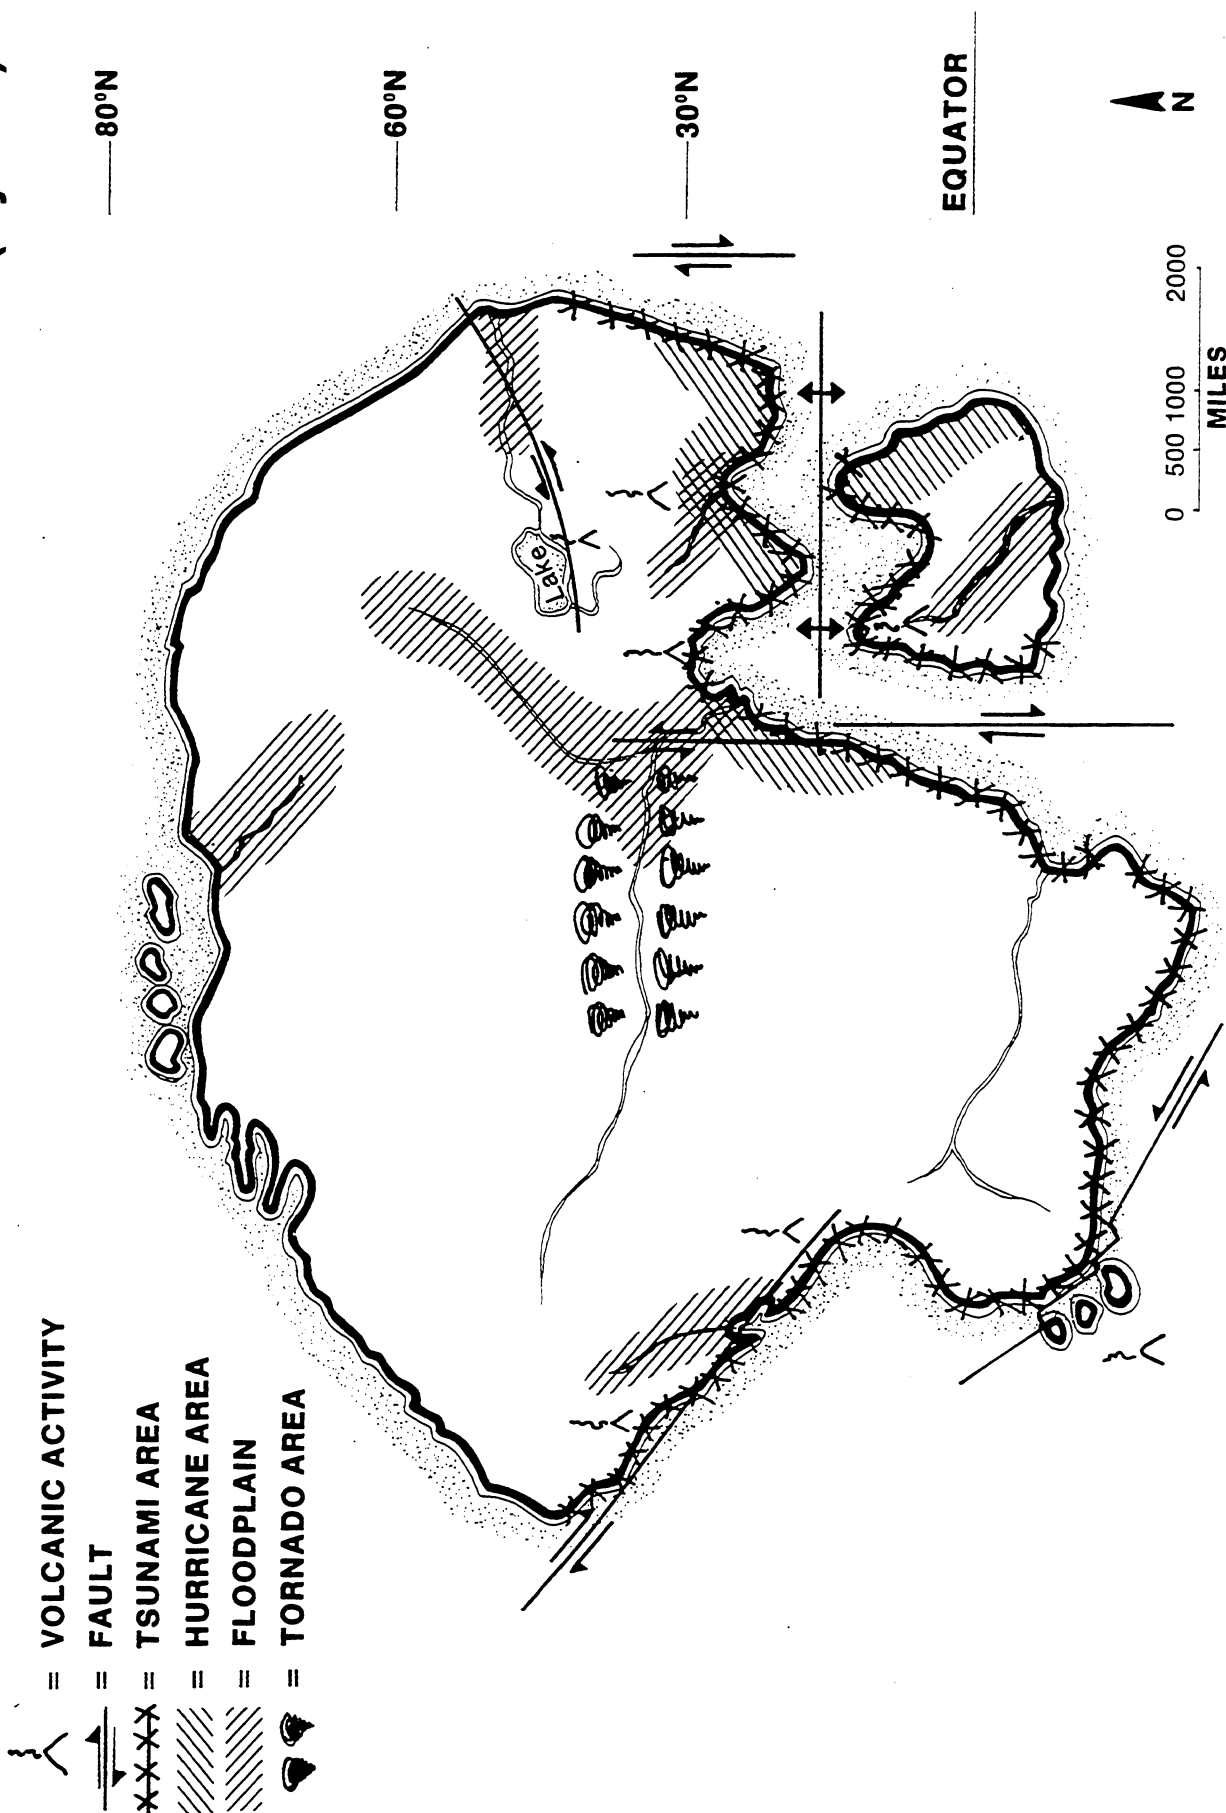 = VOLCANIC ACTIVITY
= FAULT
= TSUNAMI AREA
= HURRICANE AREA
= FLOODPLAIN
= TORNADO AREA
80°N
60°N
30°N
EQUATOR
N
Lake
0 500 1000 2000
MILES